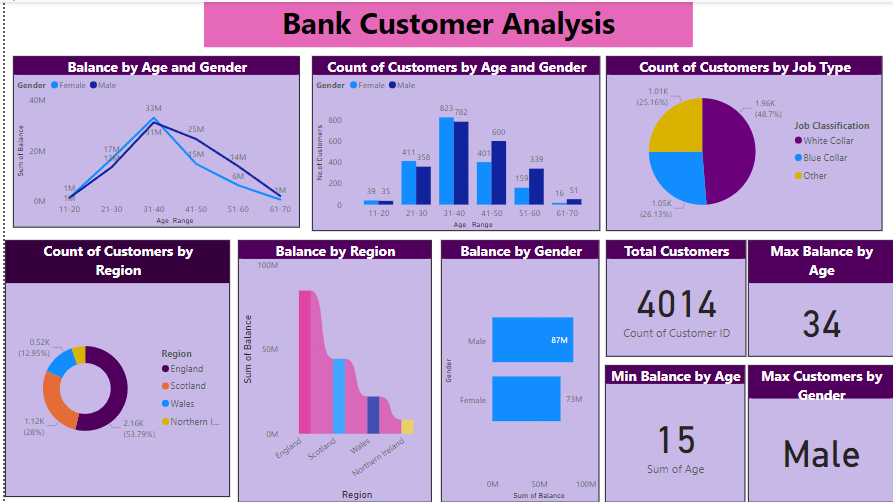 Bank Customer Analysis
Balance by Age and Gender
Gender Female Male
Sum of Balance
40M
20M
0M
1M
1M
17M
13M
33M
31M
25M
15M
14M
6M
1M
11-20 21-30 31-40 41-50 51-60 61-70
Age_Range
Count of Customers by Age and Gender
Gender Female Male
No of Customers
800
600
400
200
0
39 35
411 358
823 782
401 600
159 339
16 51
11-20 21-30 31-40 41-50 51-60 61-70
Age_Range
Count of Customers by Job Type
1.01K
(25.16%)
1.96K
(48.7%)
1.05K
(26.13%)
Job Classification
White Collar
Blue Collar
Other
Count of Customers by
Region
0.52K
(12.95%)
1.12K
(28%)
2.16K
(53.79%)
Region
England
Scotland
Wales
Northern I...
Balance by Region
Sum of Balance
100M
50M
0M
England
Scotland
Wales
Northern Ireland
Region
Balance by Gender
Gender
Male
87M
Female
73M
0M 50M 100M
Sum of Balance
Total Customers
4014
Count of Customer ID
Max Balance by
Age
34
Min Balance by Age
15
Sum of Age
Max Customers by
Gender
Male